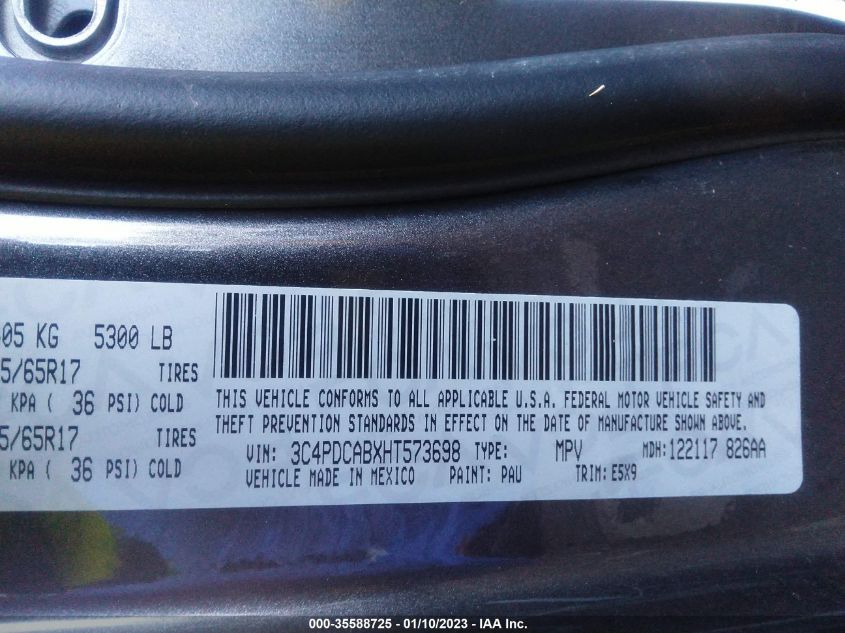 05 KG 5300 LB
5/65R17 TIRES
KPA ( 36 PSI) COLD
5/65R17 TIRES
KPA ( 36 PSI) COLD
THIS VEHICLE CONFORMS TO ALL APPLICABLE U.S.A. FEDERAL MOTOR VEHICLE SAFETY AND
THEFT PREVENTION STANDARDS IN EFFECT ON THE DATE OF MANUFACTURE SHOWN ABOVE.
VIN: 3C4PDCABXHT573698 TYPE: MPV MDH:122117 826AA
VEHICLE MADE IN MEXICO PAINT: PAU TRIM: E5X9
000-35588725 - 01/10/2023 - IAA Inc.